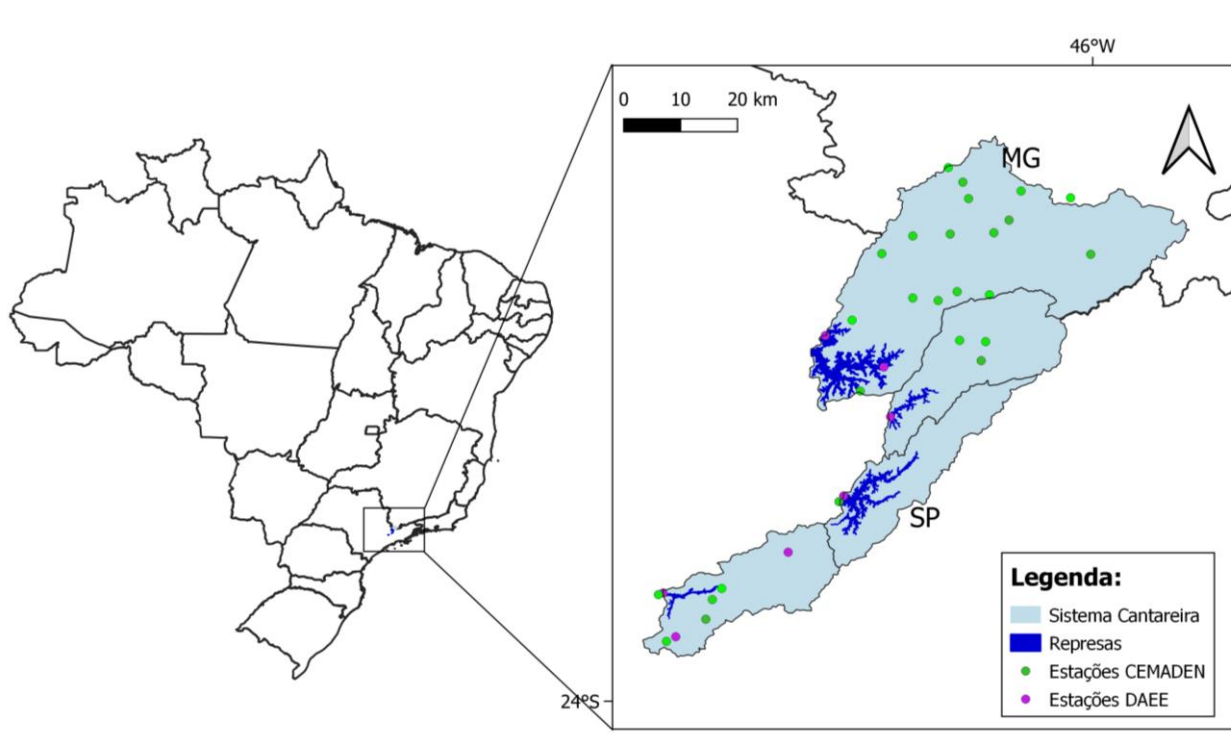 46°W
0 10 20 km
MG
SP
Legenda:
Sistema Cantareira
Represas
Estações CEMADEN
Estações DAEE
24°S